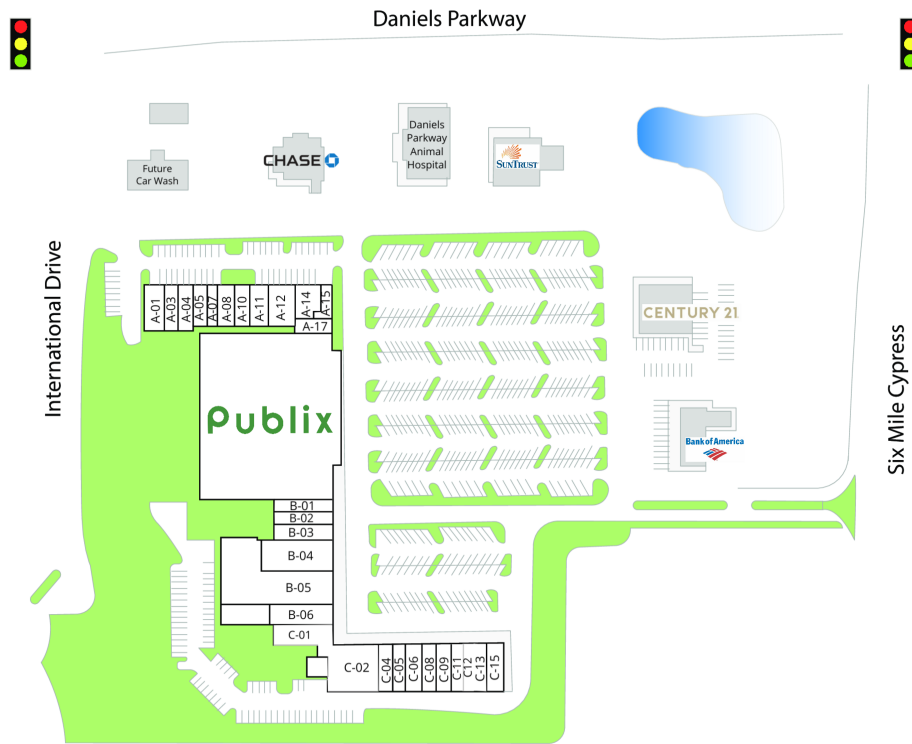 Daniels Parkway
Daniels
Parkway
Animal
Hospital
CHASE
SUNTRUST
Future
Car Wash
International Drive
A-01
A-03
A-04
A-05
A-07
A-08
A-10
A-11
A-12
A-14
A-15
A-17
CENTURY 21
Six Mile Cypress
Publix
Bank of America
B-01
B-02
B-03
B-04
B-05
B-06
C-01
C-02
C-04
C-05
C-06
C-08
C-09
C-11
C12
C-13
C-15